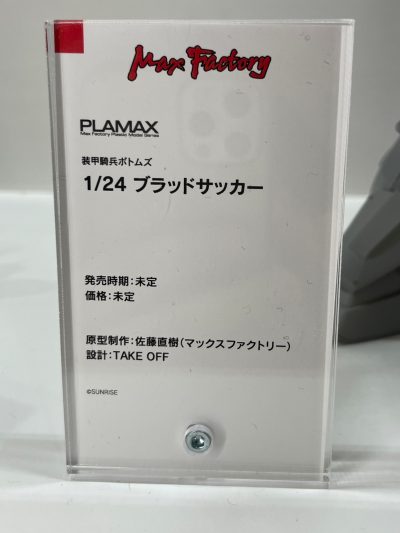 Max Factory
PLAMAX
Max Factory Plastic Model Series
装甲騎兵ボトムズ
1/24 ブラッドサッカー
発売時期:未定
価格:未定
原型制作:佐藤直樹(マックスファクトリー)
設計:TAKE OFF
©SUNRISE